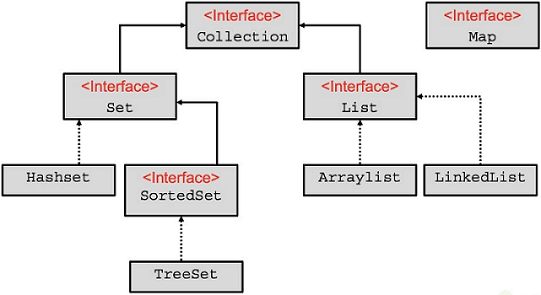 <Interface>
Collection
<Interface>
Map
<Interface>
Set
<Interface>
List
Hashset
<Interface>
SortedSet
Arraylist
LinkedList
TreeSet